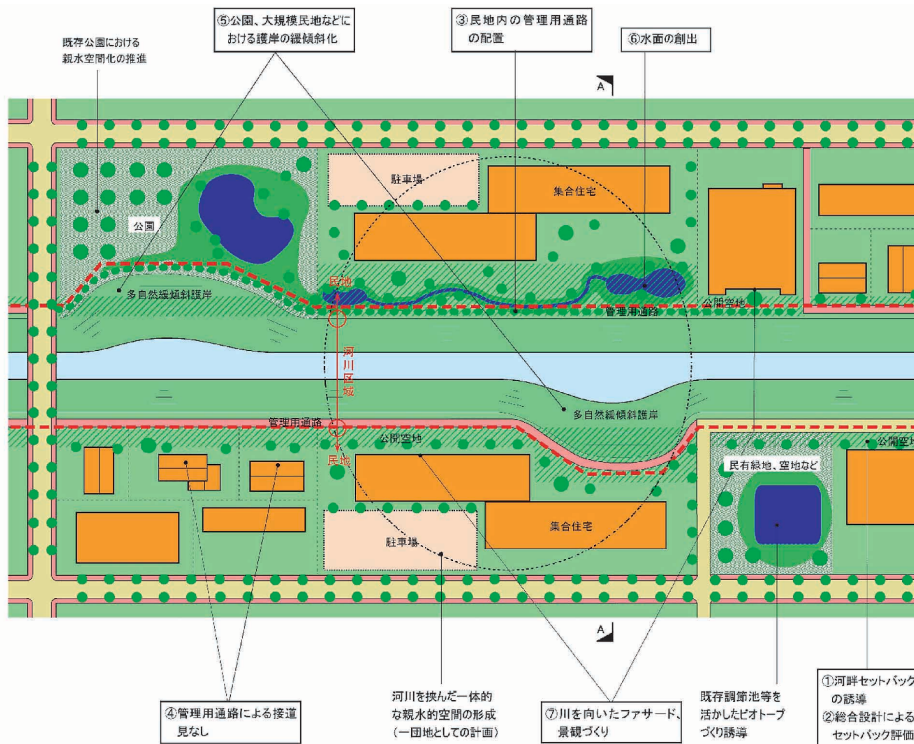 ⑤公園、大規模民地などに
おける護岸の緩傾斜化
③民地内の管理用通路
の配置
⑥水面の創出
既存公園における
親水空間化の推進
A
駐車場
集合住宅
公園
民地
多自然緩傾斜護岸
公開空地
管理用通路
河川区域
多自然緩傾斜護岸
管理用通路
公開空地
公開空地
民地
民有緑地、空地など
集合住宅
駐車場
A
④管理用通路による接道
見なし
河川を挟んだ一体的
な親水的空間の形成
(一団地としての計画)
⑦川を向いたファサード、
景観づくり
既存調節池等を
活かしたビオトープ
づくり誘導
①河畔セットバック
の誘導
②総合設計による
セットバック評価